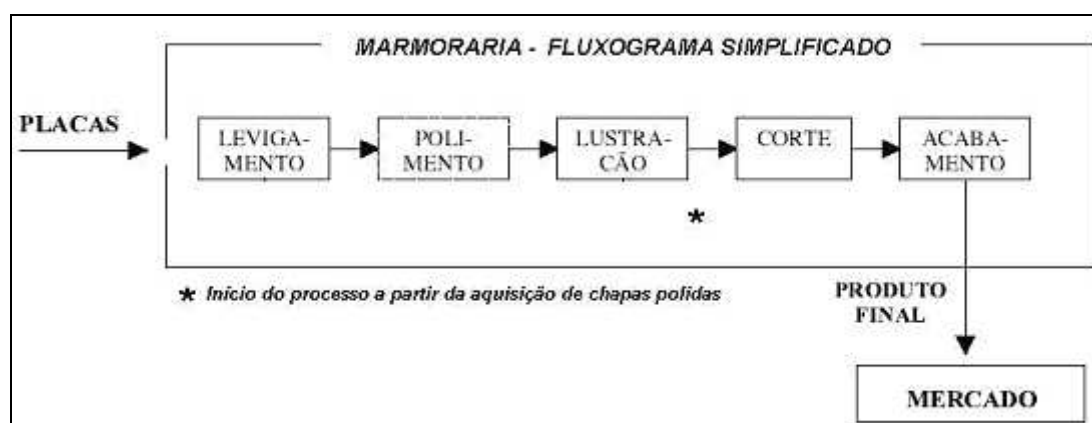 MARMORARIA - FLUXOGRAMA SIMPLIFICADO
PLACAS
LEVIGA-
MENTO
POLI-
MENTO
LUSTRA-
CÃO
CORTE
ACABA-
MENTO
*
* Início do processo a partir da aquisição de chapas polidas
PRODUTO
FINAL
MERCADO